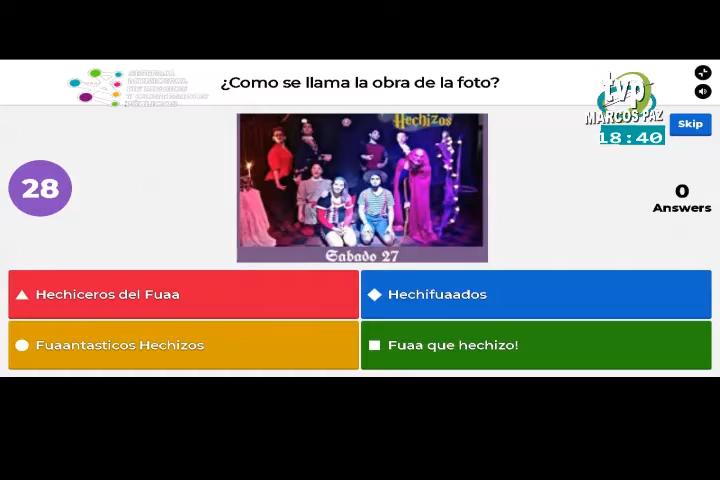 ¿Como se llama la obra de la foto?
tvp
MARCOS PAZ
18:40
Skip
Hechizos
28
0
Answers
Sabado 27
Hechiceros del Fuaa
Hechifuaados
Fuaantasticos Hechizos
Fuaa que hechizo!